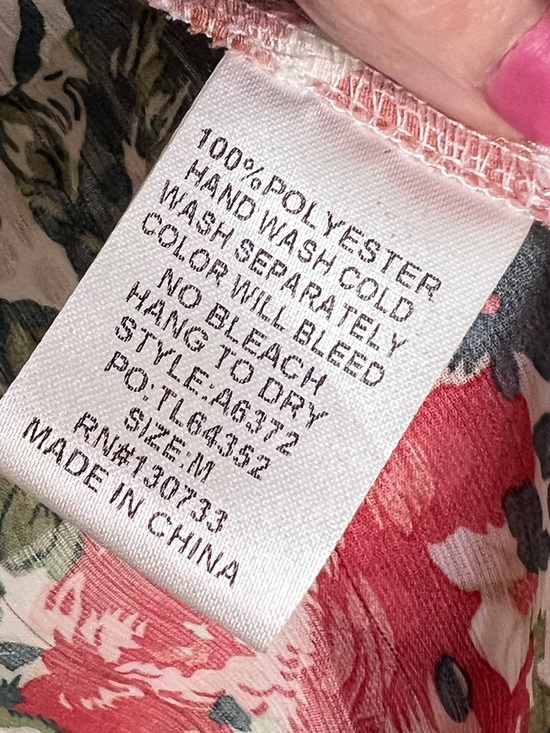 100%POLYESTER
HAND WASH COLD
WASH SEPARATELY
COLOR WILL BLEED
NO BLEACH
HANG TO DRY
STYLE:A6372
PO:TL64352
SIZE:M
RN#130733
MADE IN CHINA